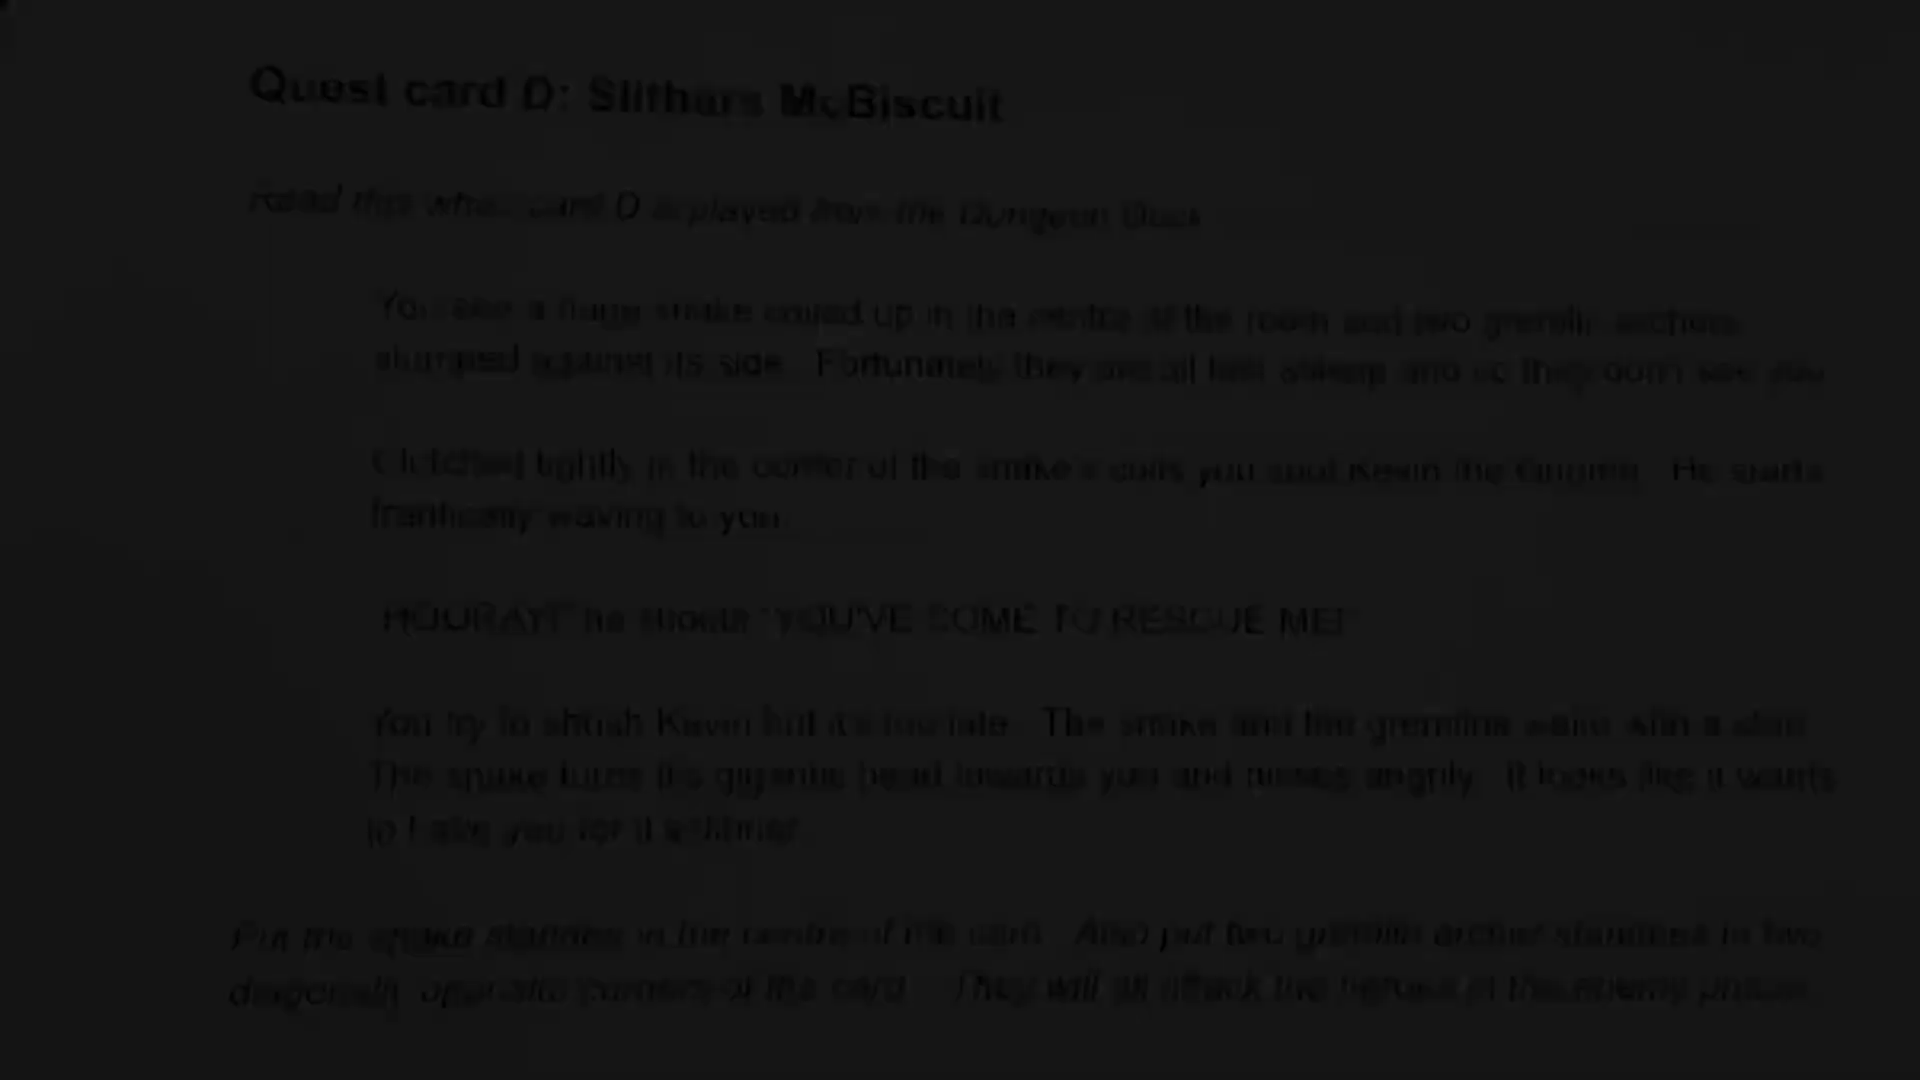 Quest card D: Slithars McBiscuit
Read this when card D is played from the Dungeon Deck
You see a huge snake coiled up in the centre of the room and two gremlin archers
slumped against its side. Fortunately they are all fast asleep and so they don't see you
Clutched tightly in the center of the snake's coils you spot Kevin the Gnome. He starts
frantically waving to you.
"HOORAY!" he shouts "YOU'VE COME TO RESCUE ME!"
You try to shush Kevin but it's too late. The snake and the gremlins wake with a start.
The snake turns it's gigantic head towards you and hisses angrily. It looks like it wants
to
Put the snake standee in the centre of the card. Also put two gremlin archer standees in two
diagonally opposite corners of the card. They will all attack the heroes in the enemy phase.